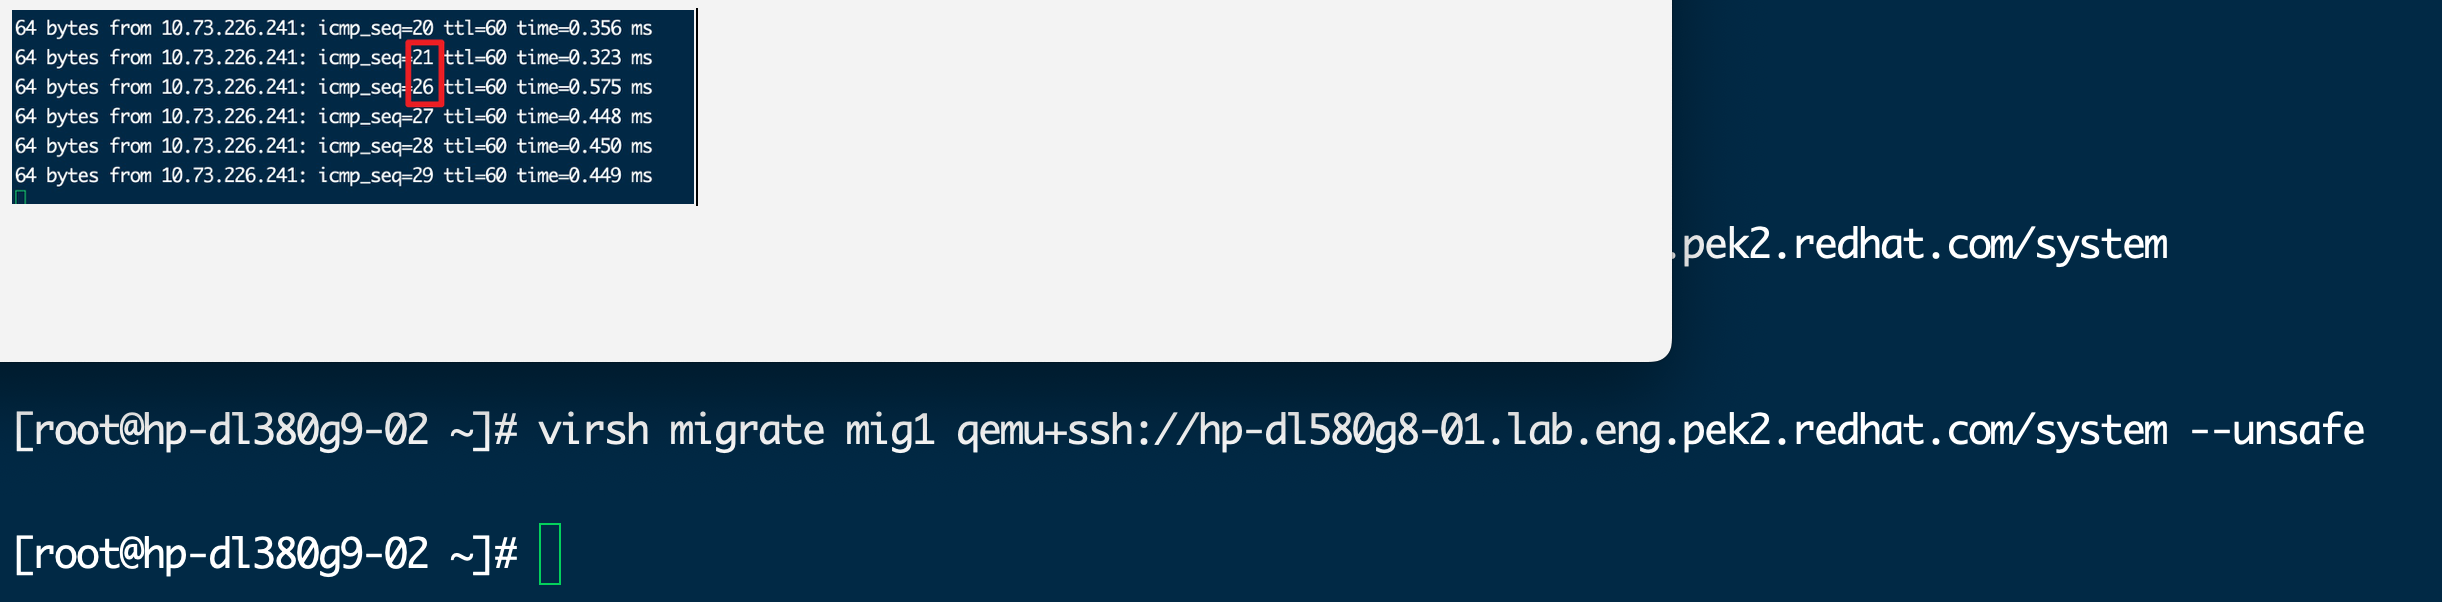 64 bytes from 10.73.226.241: icmp_seq=20 ttl=60 time=0.356 ms
64 bytes from 10.73.226.241: icmp_seq=21 ttl=60 time=0.323 ms
64 bytes from 10.73.226.241: icmp_seq=26 ttl=60 time=0.575 ms
64 bytes from 10.73.226.241: icmp_seq=27 ttl=60 time=0.448 ms
64 bytes from 10.73.226.241: icmp_seq=28 ttl=60 time=0.450 ms
64 bytes from 10.73.226.241: icmp_seq=29 ttl=60 time=0.449 ms
.pek2.redhat.com/system
[root@hp-dl380g9-02 ~]# virsh migrate mig1 qemu+ssh://hp-dl580g8-01.lab.eng.pek2.redhat.com/system --unsafe
[root@hp-dl380g9-02 ~]#